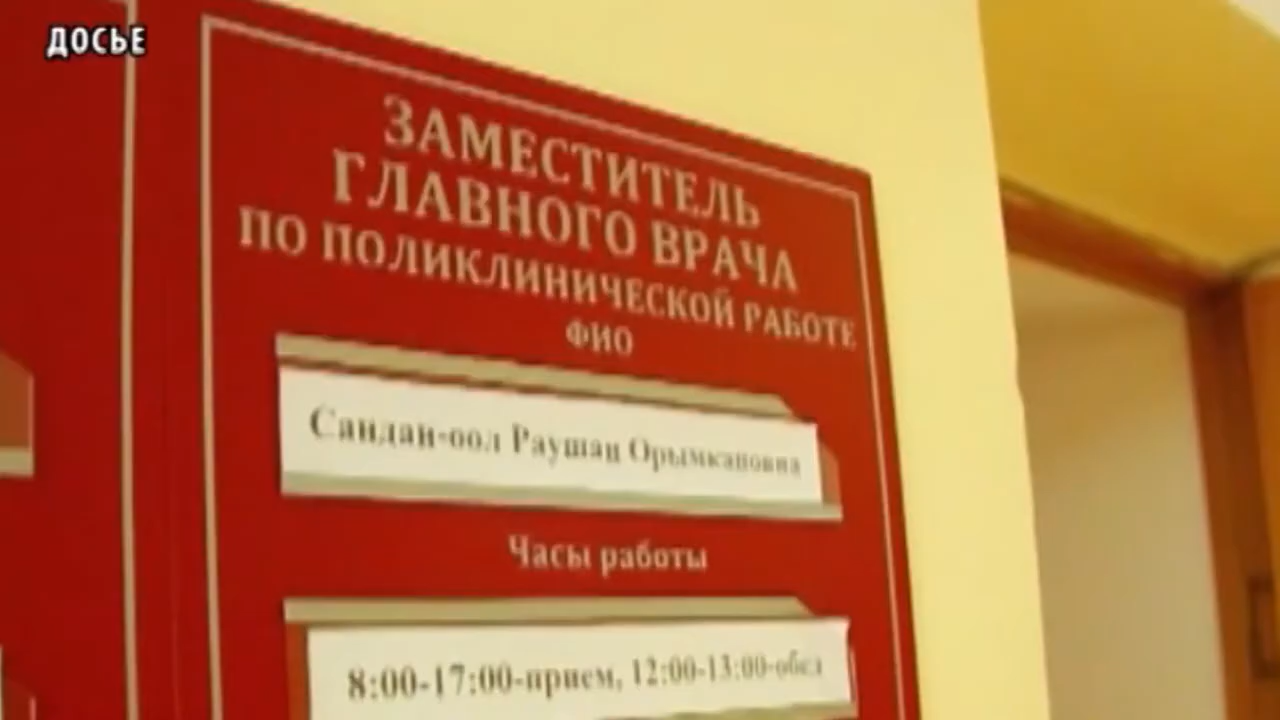 ДОСЬЕ
ЗАМЕСТИТЕЛЬ
ГЛАВНОГО ВРАЧА
ПО ПОЛИКЛИНИЧЕСКОЙ РАБОТЕ
ФИО
Сандан-оол Раушан Орымкановна
Часы работы
8:00-17:00-прием, 12:00-13:00-обед